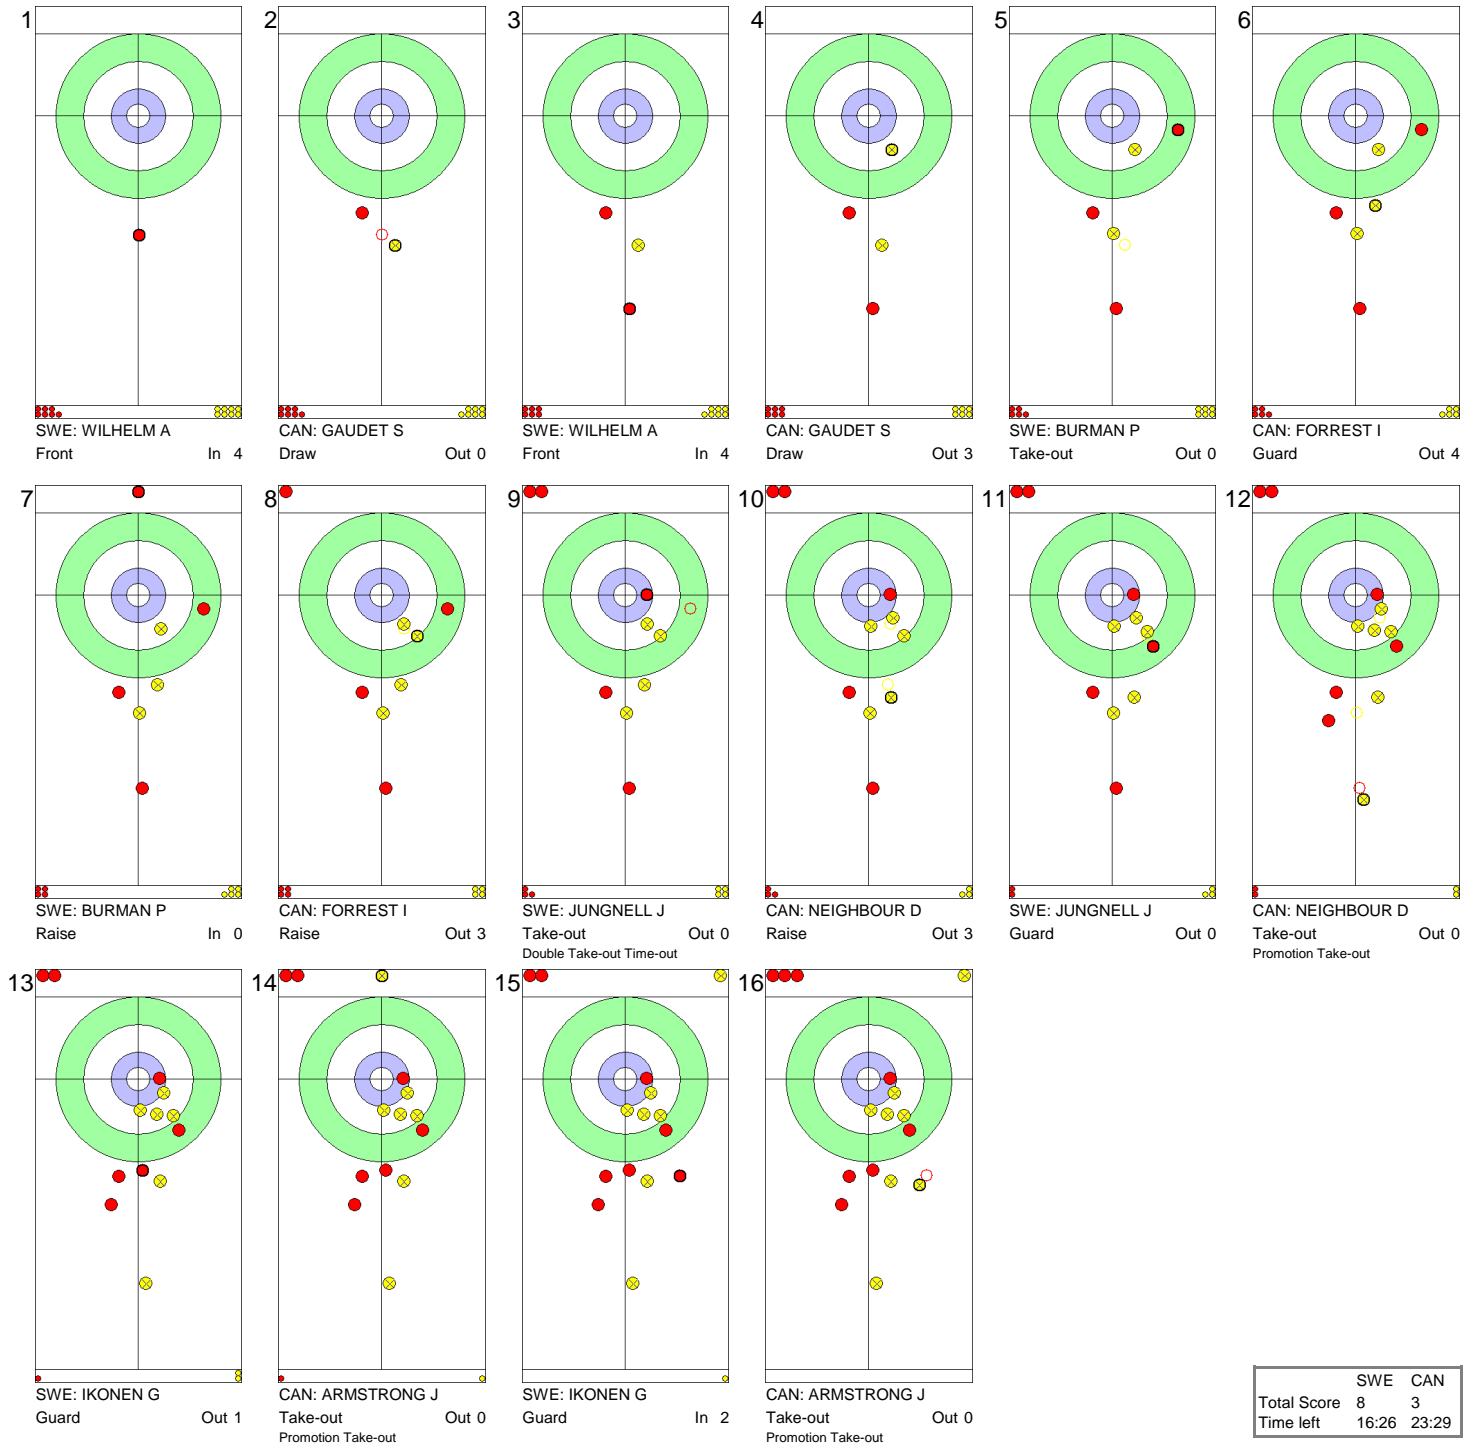 1
2
3
4
5
6
SWE: WILHELM A
Front In 4
CAN: GAUDET S
Draw Out 0
SWE: WILHELM A
Front In 4
CAN: GAUDET S
Draw Out 3
SWE: BURMAN P
Take-out Out 0
CAN: FORREST I
Guard Out 4
7
8
9
10
11
12
SWE: BURMAN P
Raise In 0
CAN: FORREST I
Raise Out 3
SWE: JUNGNELL J
Take-out Out 0
Double Take-out Time-out
CAN: NEIGHBOUR D
Raise Out 3
SWE: JUNGNELL J
Guard Out 0
CAN: NEIGHBOUR D
Take-out Out 0
Promotion Take-out
13
14
15
16
SWE: IKONEN G
Guard Out 1
CAN: ARMSTRONG J
Take-out Out 0
Promotion Take-out
SWE: IKONEN G
Guard In 2
CAN: ARMSTRONG J
Take-out Out 0
Promotion Take-out
SWE CAN
Total Score 8 3
Time left 16:26 23:29